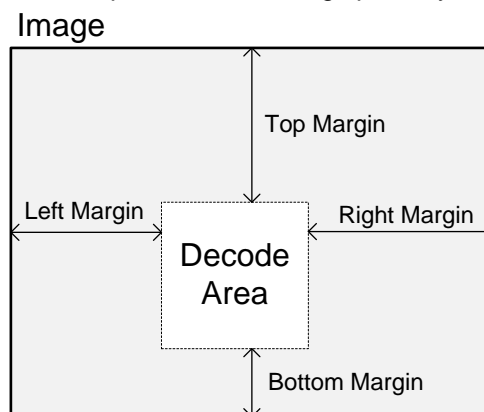 Image
Top Margin
Left Margin
Right Margin
Decode
Area
Bottom Margin